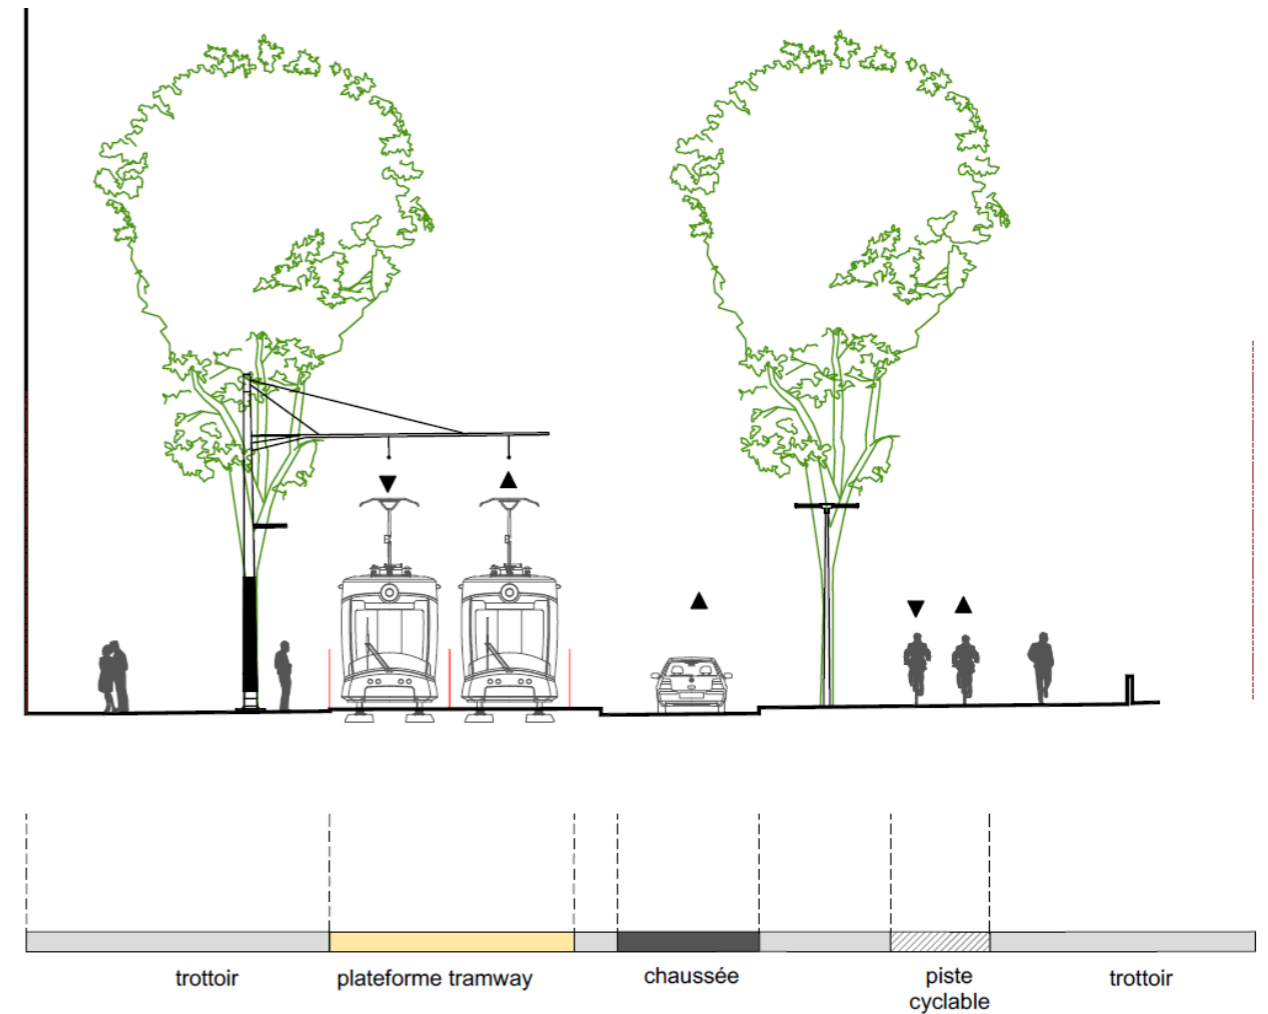 trottoir
plateforme tramway
chaussée
piste
cyclable
trottoir